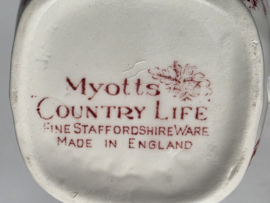 Myotts
"COUNTRY LIFE"
FINE STAFFORDSHIRE WARE
MADE IN ENGLAND